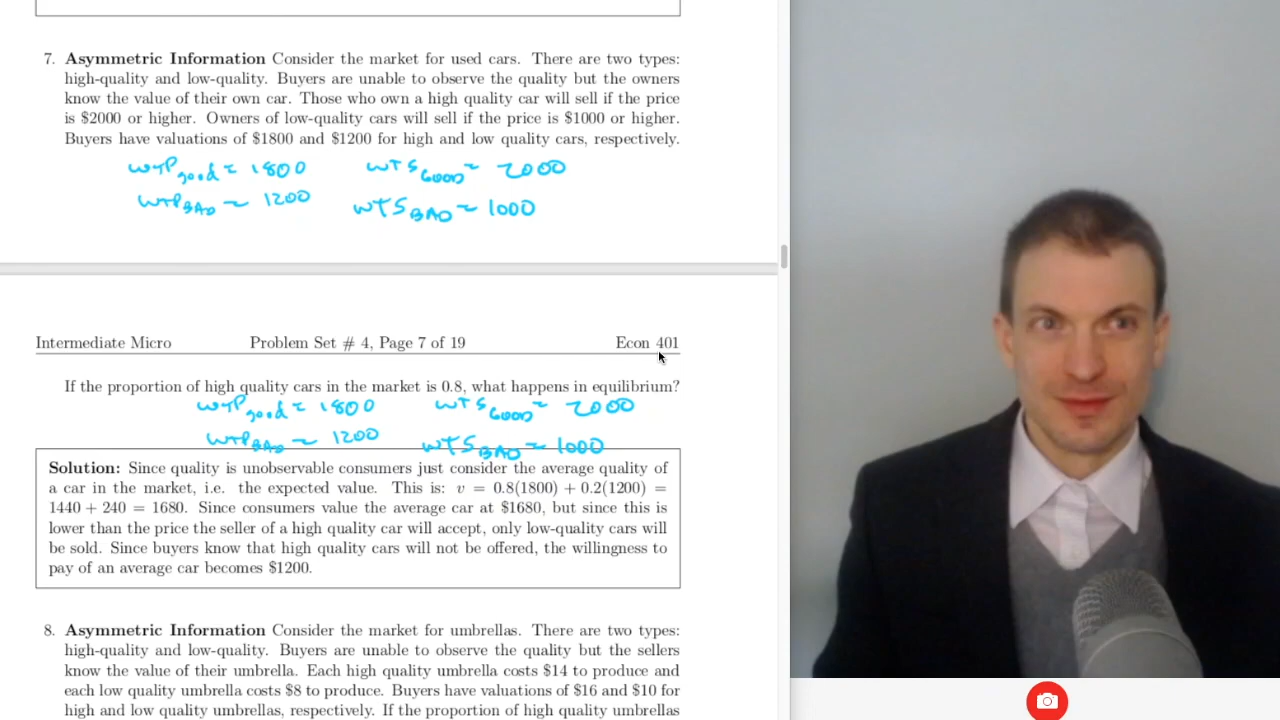 7. Asymmetric Information Consider the market for used cars. There are two types:
high-quality and low-quality. Buyers are unable to observe the quality but the owners
know the value of their own car. Those who own a high quality car will sell if the price
is $2000 or higher. Owners of low-quality cars will sell if the price is $1000 or higher.
Buyers have valuations of $1800 and $1200 for high and low quality cars, respectively.
WTP good = 1800 WTS GOOD = 2000
WTP BAD = 1200 WTS BAD = 1000
Intermediate Micro Problem Set # 4, Page 7 of 19 Econ 401
If the proportion of high quality cars in the market is 0.8, what happens in equilibrium?
WTP good = 1800 WTS GOOD = 2000
WTP BAD = 1200 WTS BAD = 1000
Solution: Since quality is unobservable consumers just consider the average quality of
a car in the market, i.e. the expected value. This is: v = 0.8(1800) + 0.2(1200) =
1440 + 240 = 1680. Since consumers value the average car at $1680, but since this is
lower than the price the seller of a high quality car will accept, only low-quality cars will
be sold. Since buyers know that high quality cars will not be offered, the willingness to
pay of an average car becomes $1200.
8. Asymmetric Information Consider the market for umbrellas. There are two types:
high-quality and low-quality. Buyers are unable to observe the quality but the sellers
know the value of their umbrella. Each high quality umbrella costs $14 to produce and
each low quality umbrella costs $8 to produce. Buyers have valuations of $16 and $10 for
high and low quality umbrellas, respectively. If the proportion of high quality umbrellas